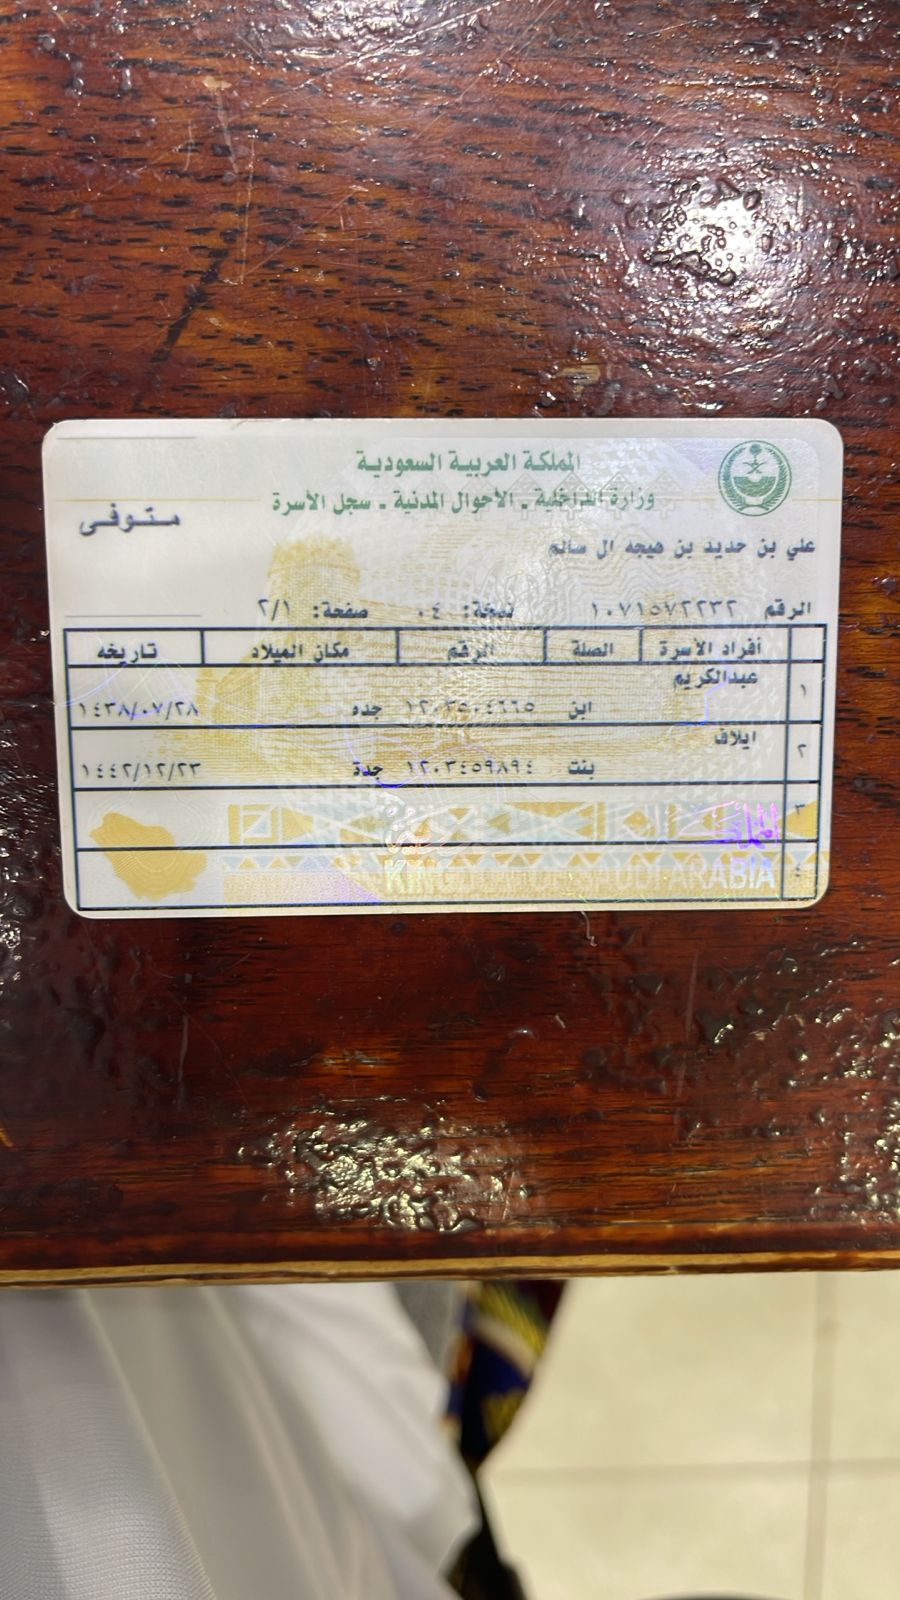 المملكة العربية السعودية
وزارة الداخلية - الأحوال المدنية - سجل الأسرة
متوفى
علي بن حديد بن هيجه ال سالم
الرقم ١٠٧١٥٧٢٢٣٢ نسخة: ٠٤ صفحة: ٢/١
أفراد الأسرة الصلة الرقم مكان الميلاد تاريخه
١ عبدالكريم ابن ١٢٠٣٥٠٤٦٦٥ جده ١٤٣٨/٠٧/٢٨
٢ ايلاف بنت ١٢٠٣٤٥٩٨٩٤ جدة ١٤٤٢/١٢/٢٣
٣
٤
KINGDOM OF SAUDI ARABIA